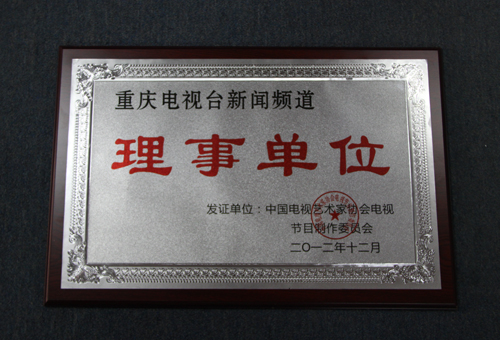 重庆电视台新闻频道
理事单位
发证单位：中国电视艺术家协会电视
节目制作委员会
二〇一二年十二月